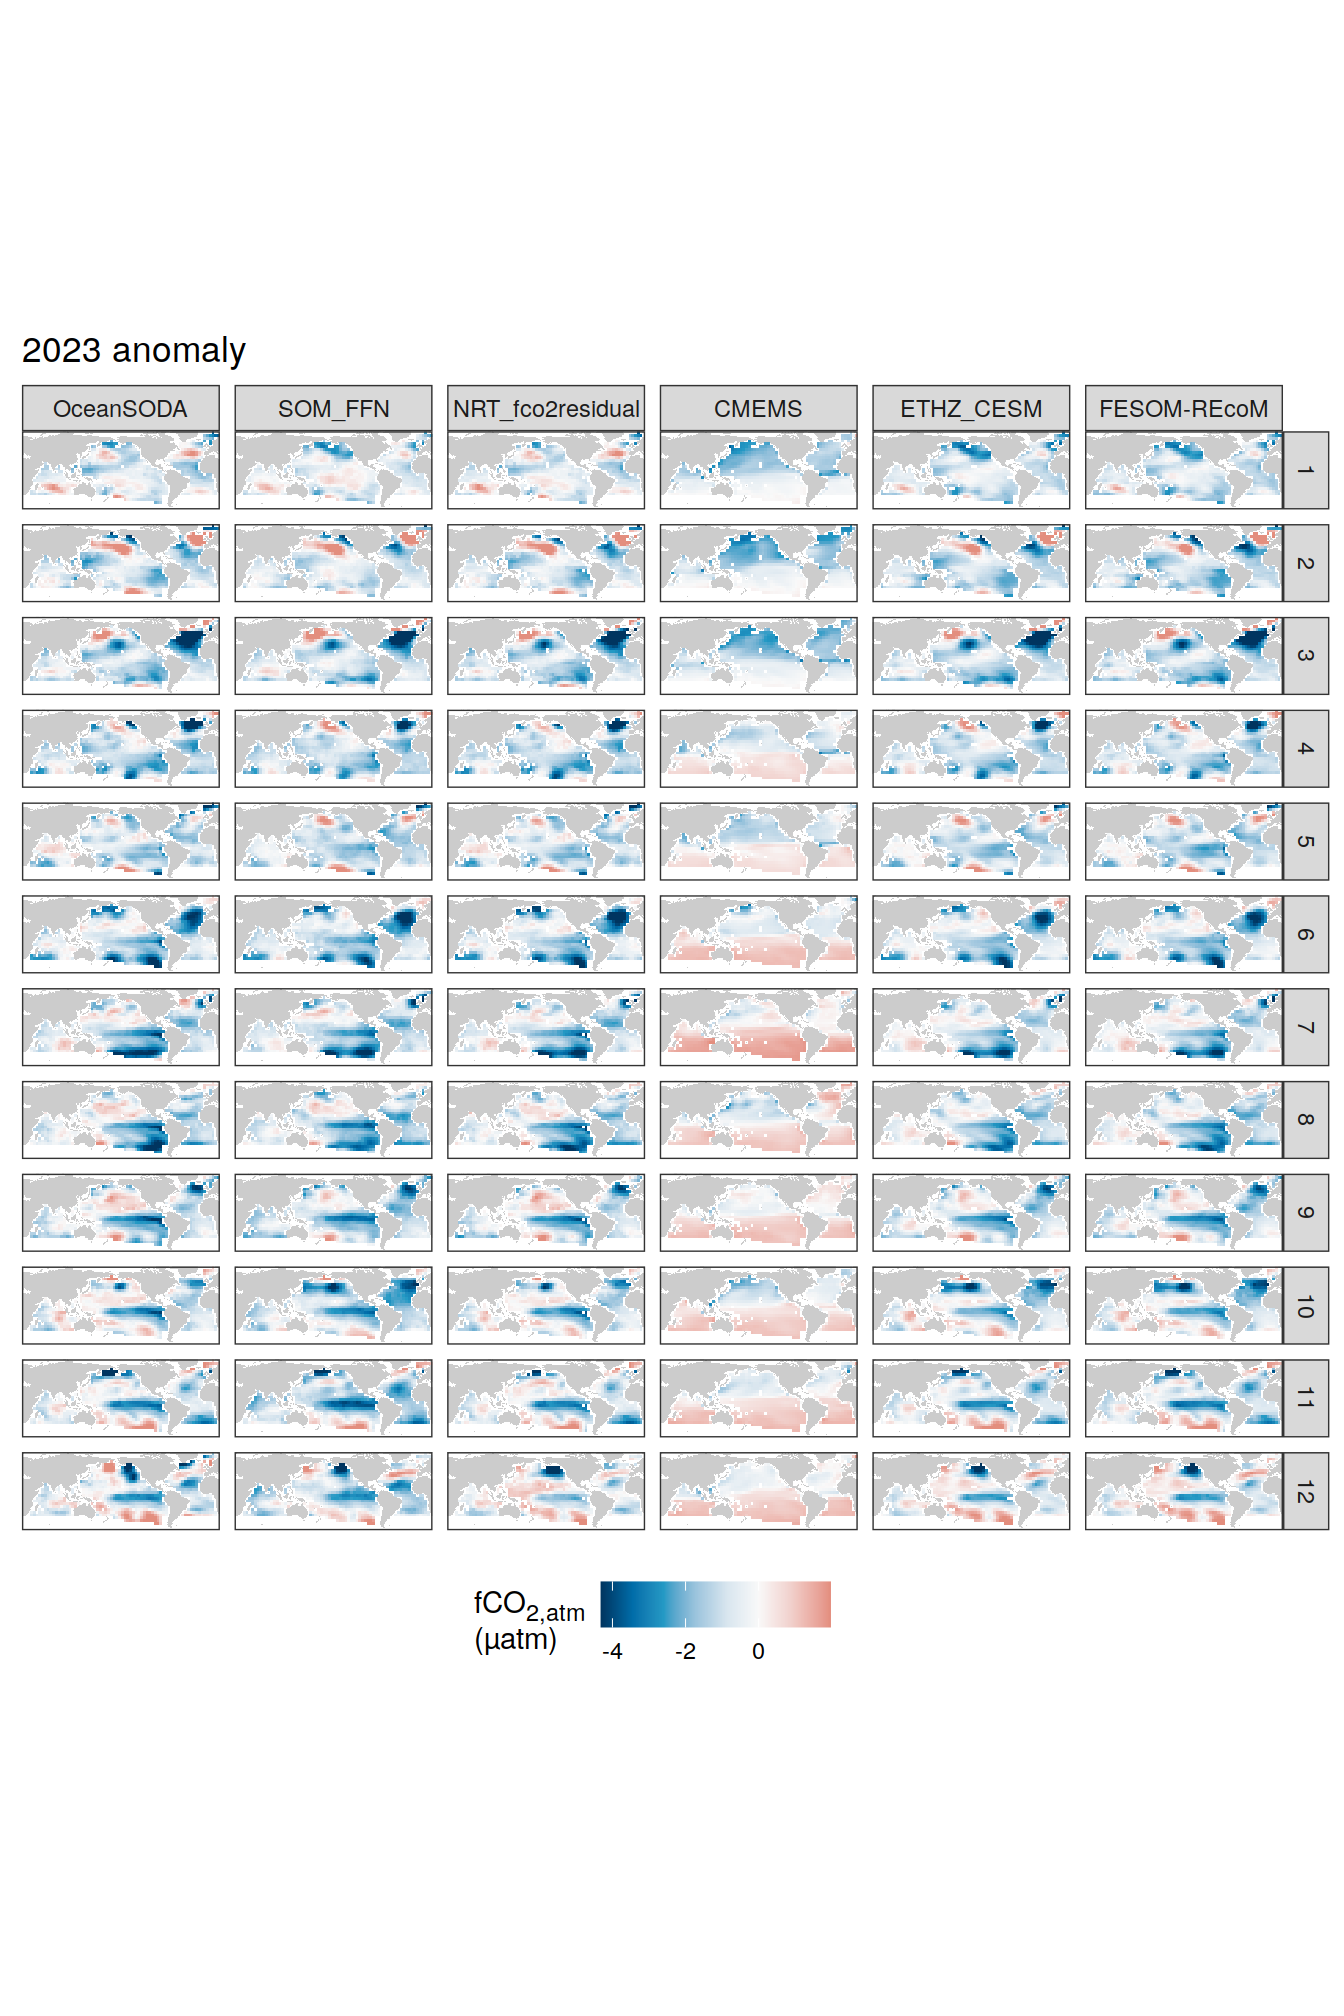 2023 anomaly
OceanSODA SOM_FFN NRT_fco2residual CMEMS ETHZ_CESM FESOM-REcoM
1
2
3
4
5
6
7
8
9
10
11
12
fCO2,atm
(µatm)
-4 -2 0